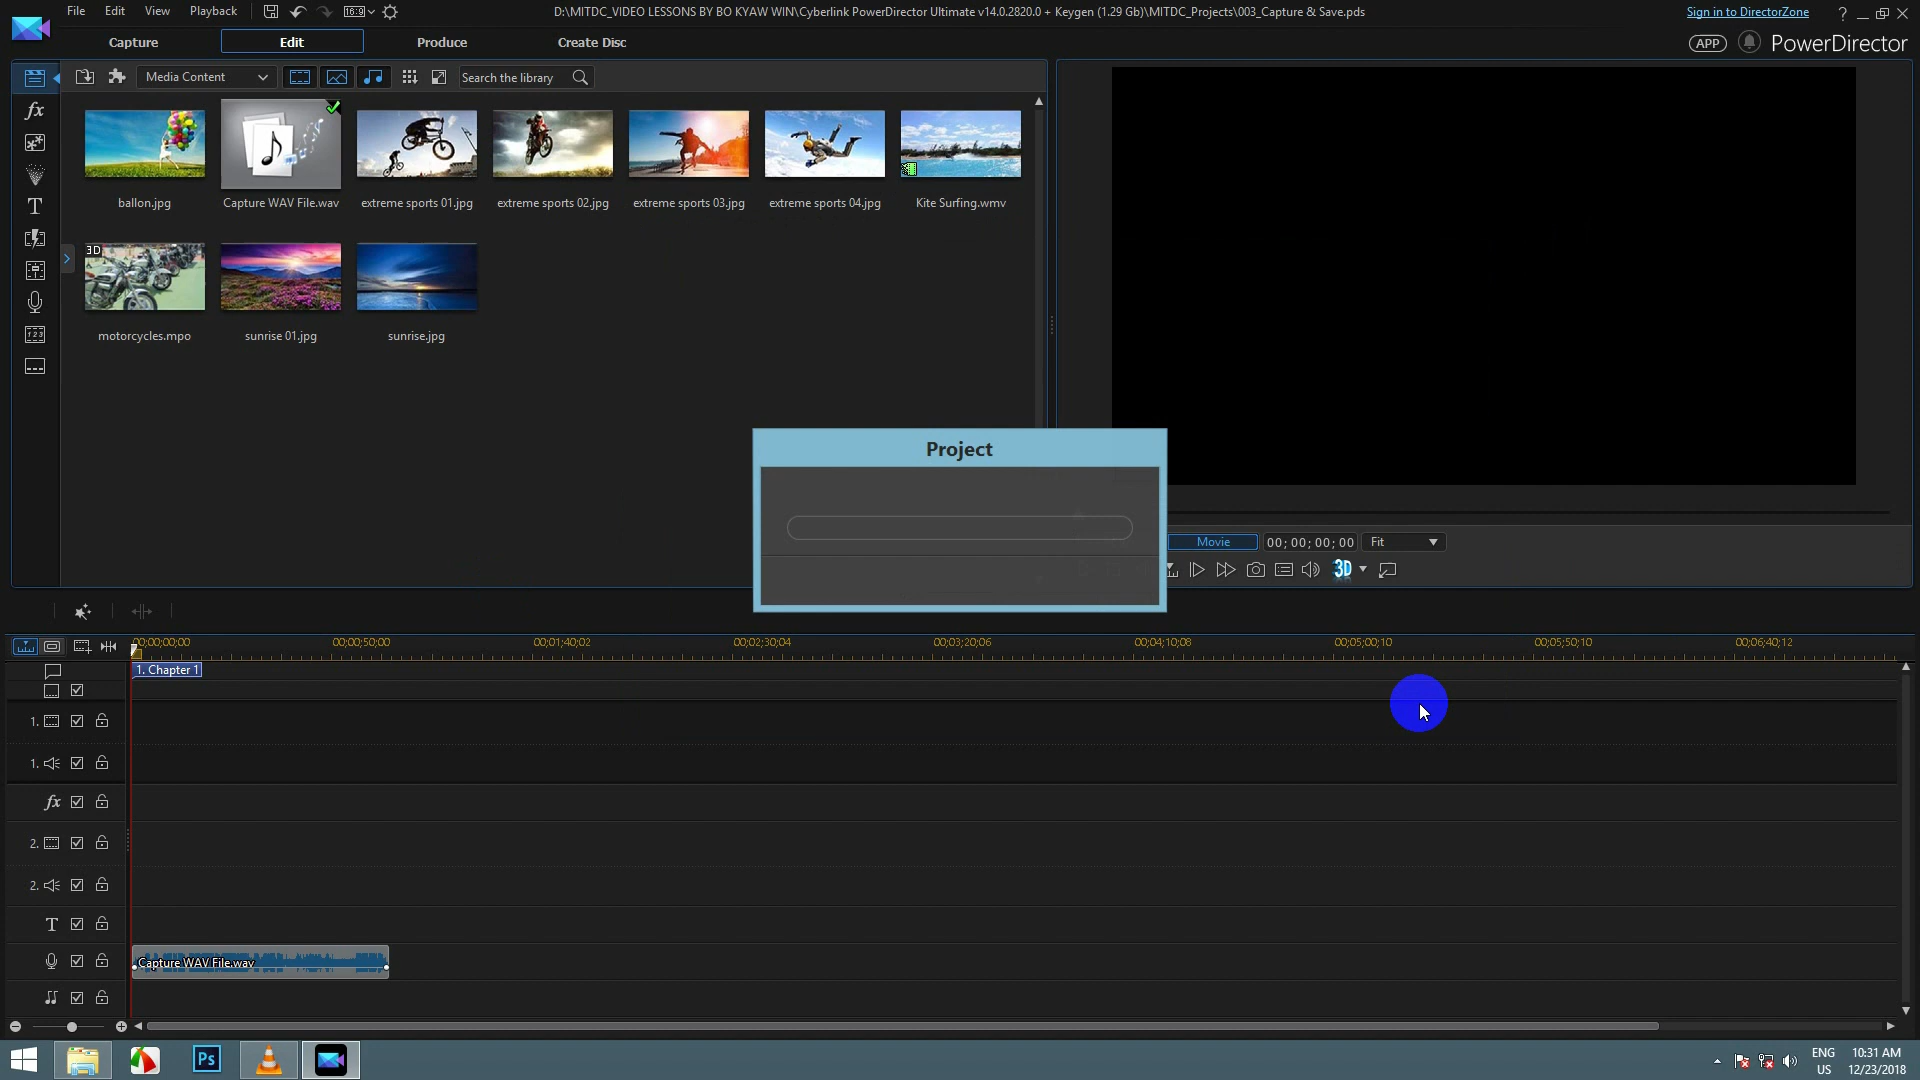 File Edit View Playback 16:9 D:\MITDC_VIDEO LESSONS BY BO KYAW WIN\Cyberlink PowerDirector Ultimate v14.0.2820.0 + Keygen (1.29 Gb)\MITDC_Projects\003_Capture & Save.pds Sign in to DirectorZone ?
Capture Edit Produce Create Disc APP PowerDirector
Media Content Search the library
fx
T
ballon.jpg Capture WAV File.wav extreme sports 01.jpg extreme sports 02.jpg extreme sports 03.jpg extreme sports 04.jpg Kite Surfing.wmv
3D
motorcycles.mpo sunrise 01.jpg sunrise.jpg
123
Project
Movie 00; 00; 00; 00 Fit
3D
00;00;00;00 00;00;50;00 00;01;40;02 00;02;30;04 00;03;20;06 00;04;10;08 00;05;00;10 00;05;50;10 00;06;40;12
1. Chapter 1
1.
1.
fx
2.
2.
T
Capture WAV File.wav
Ps
ENG 10:31 AM
US 12/23/2018